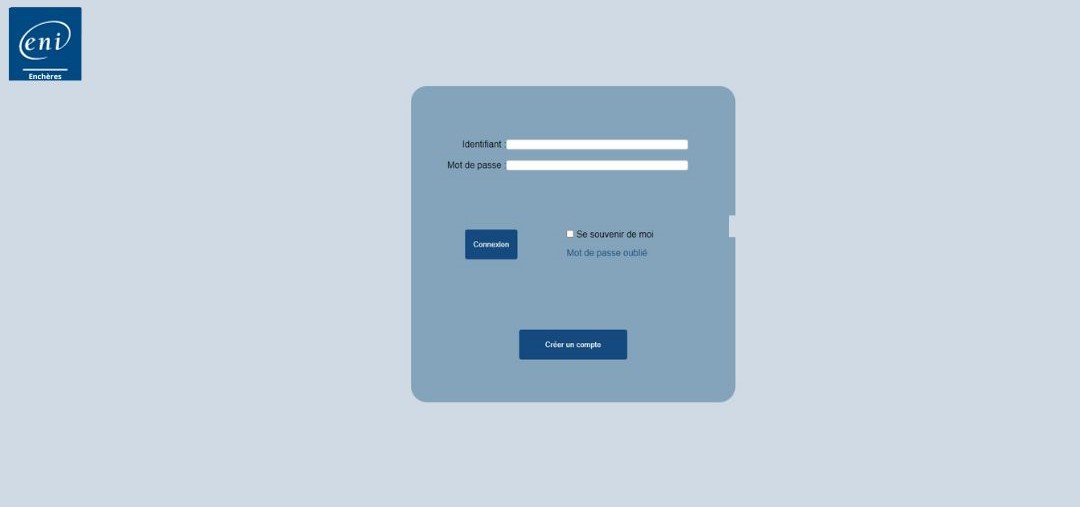 eni
Enchères
Identifiant :
Mot de passe :
Se souvenir de moi
Connexion
Mot de passe oublié
Créer un compte